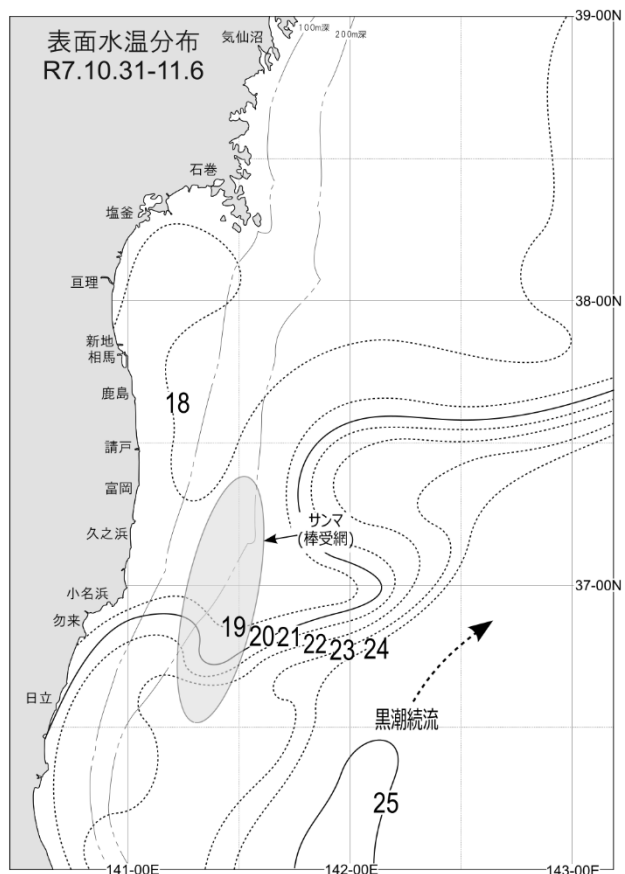 表面水温分布
R7.10.31-11.6
気仙沼
100m深
200m深
39-00N
石巻
塩釜
亘理
38-00N
新地
相馬
鹿島
18
請戸
富岡
サンマ
(棒受網)
久之浜
37-00N
小名浜
勿来
19
20
21
22
23
24
日立
黒潮続流
25
141-00E
142-00E
143-00E